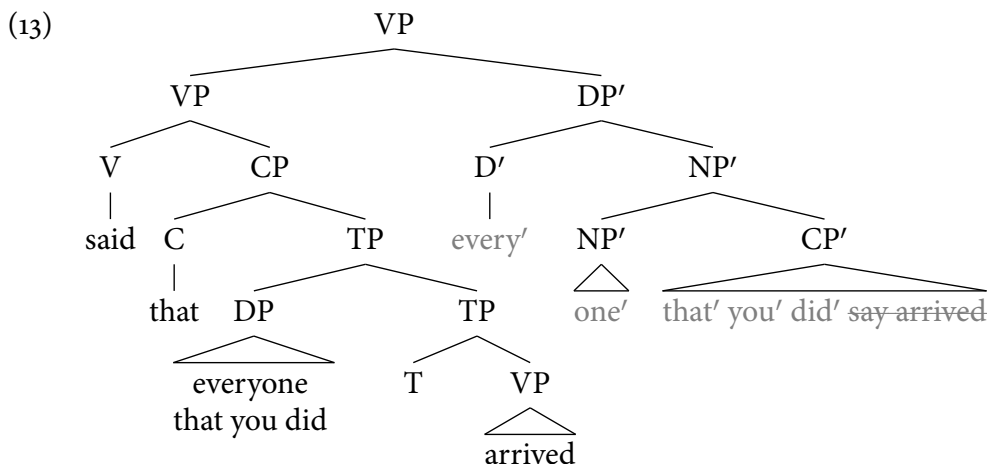 (13) VP
VP DP′
V CP D′ NP′
said C TP every′ NP′ CP′
that DP TP one′ that′ you′ did′ say arrived
everyone T VP
that you did
arrived